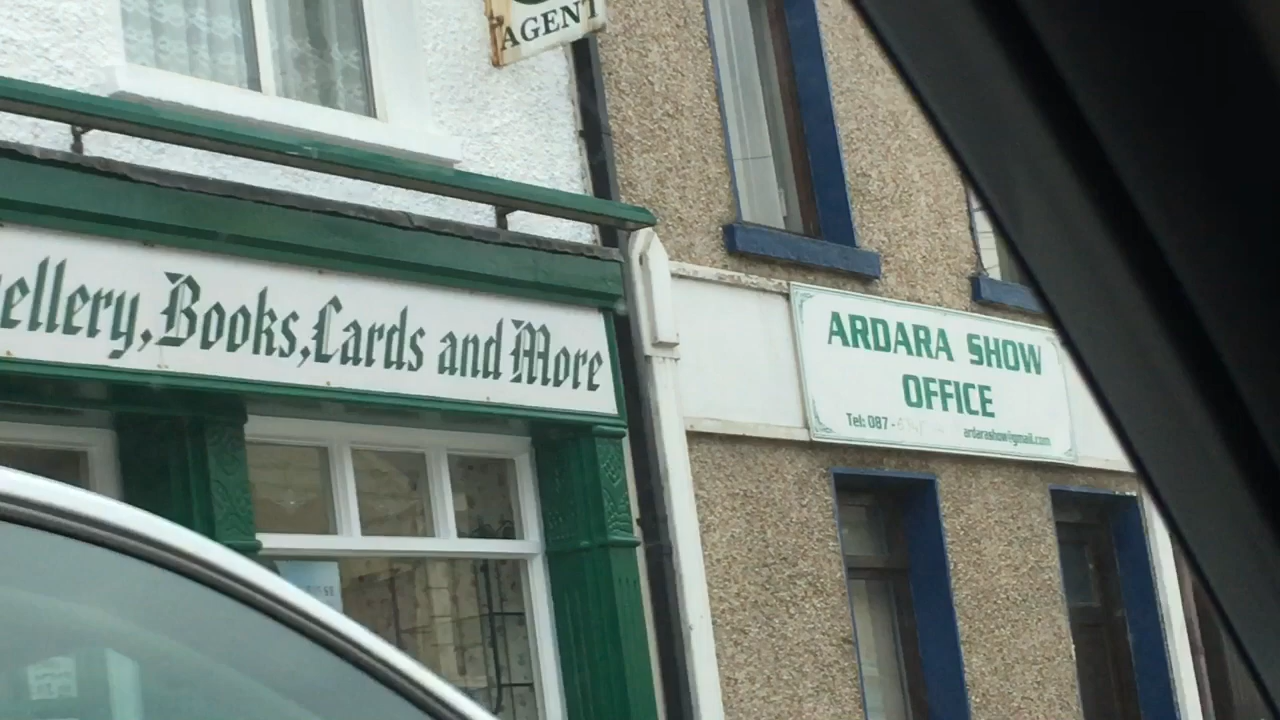 AGENT
ellery, Books, Cards and More
ARDARA SHOW
OFFICE
Tel: 087 -
ardarashow@gmail.com